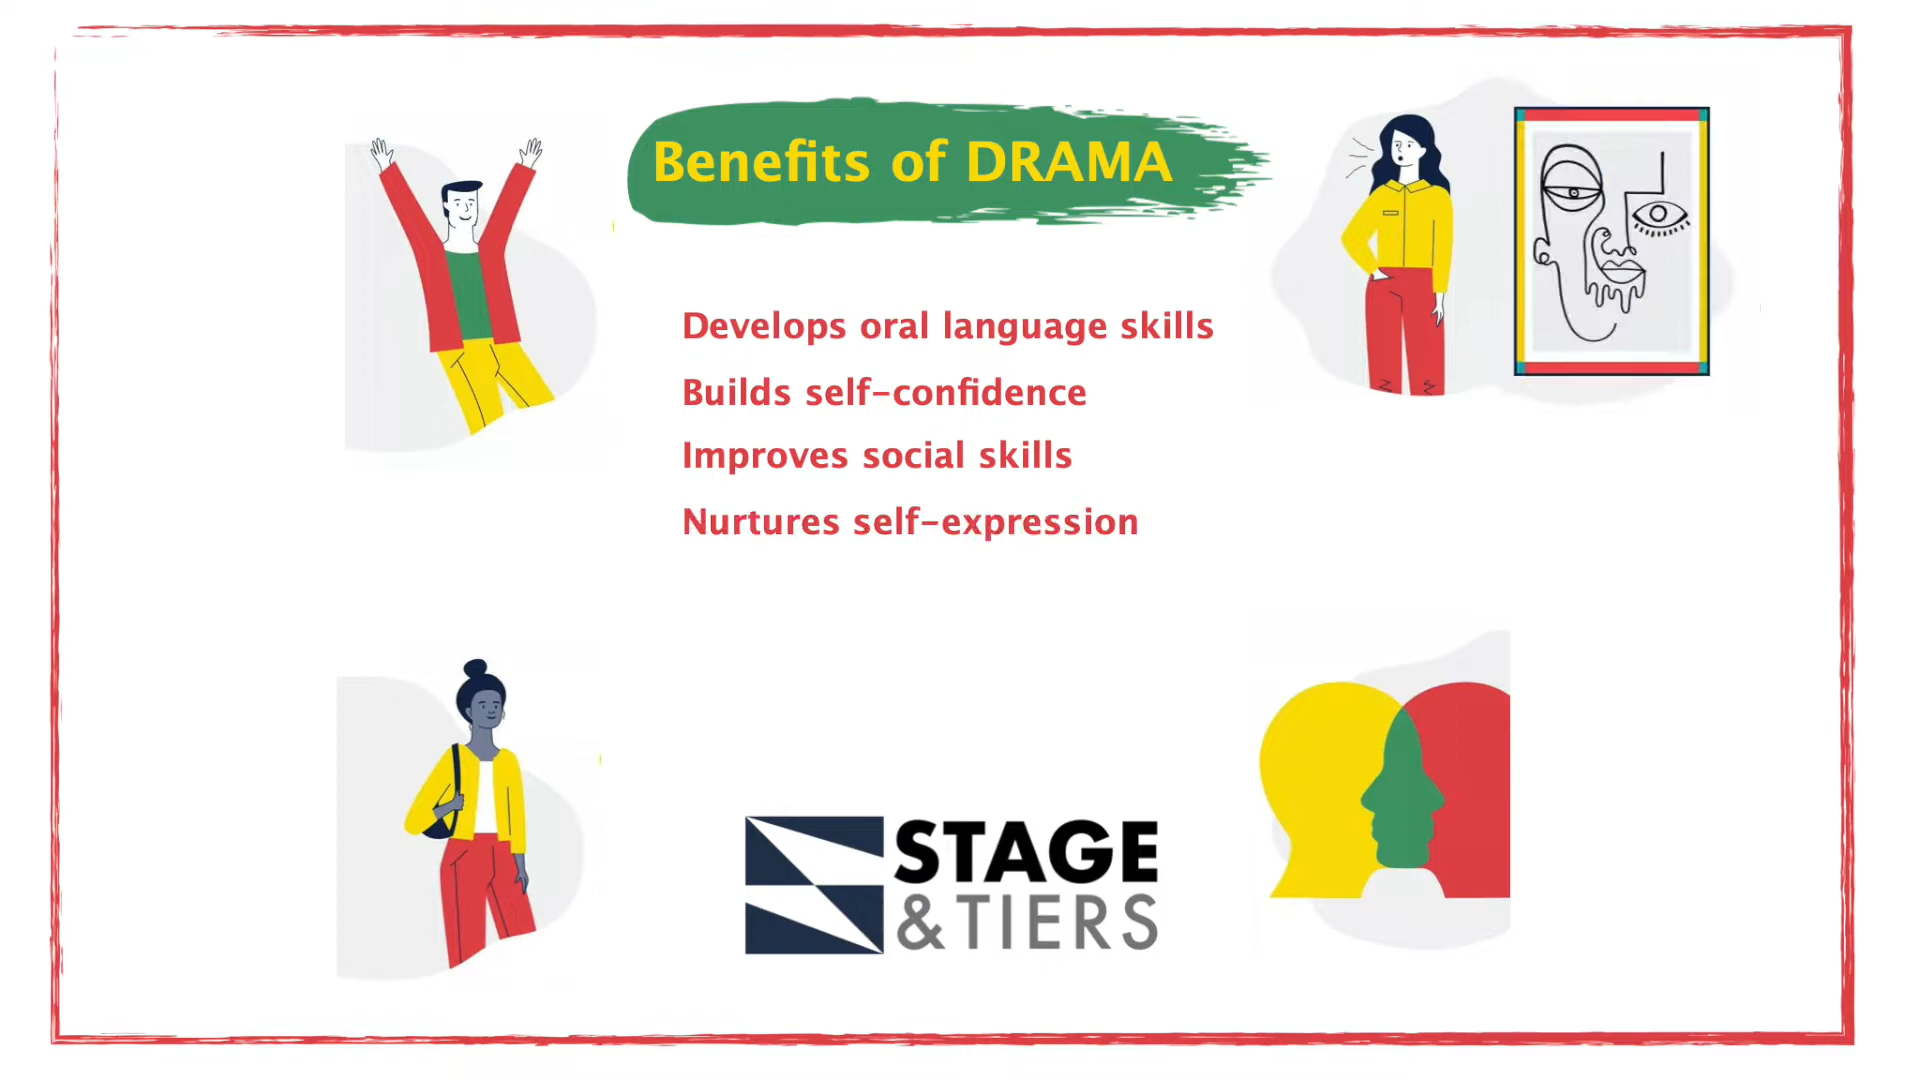 Benefits of DRAMA
Develops oral language skills
Builds self-confidence
Improves social skills
Nurtures self-expression
STAGE
&TIERS